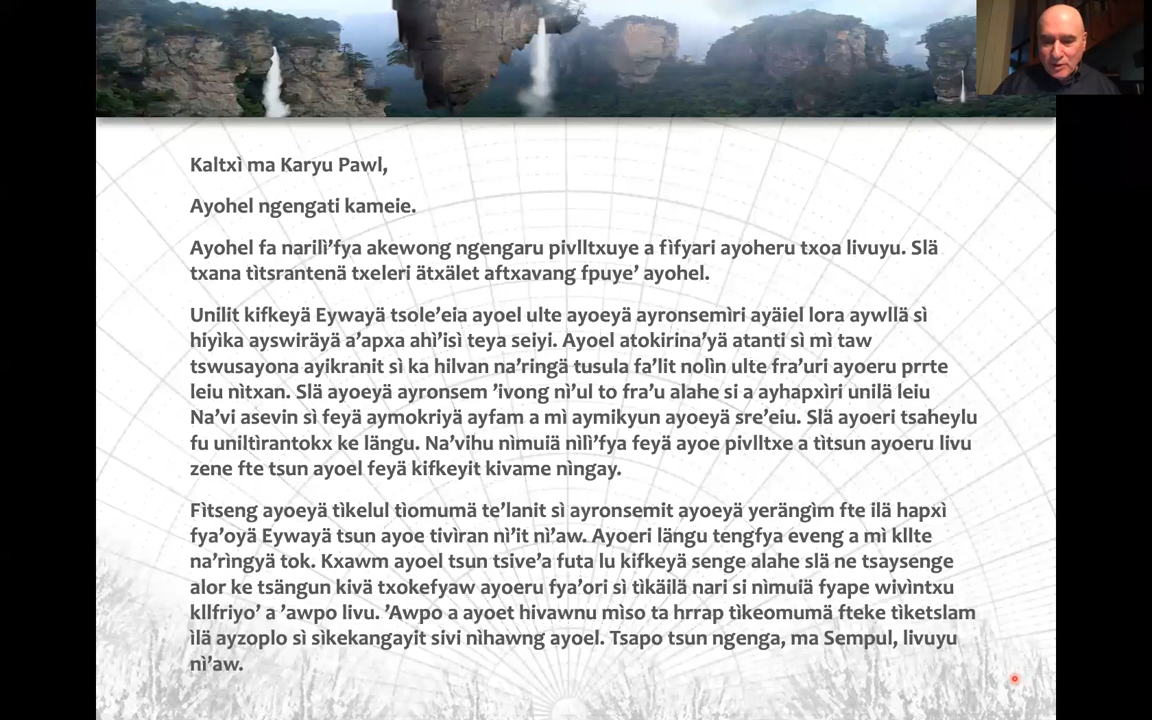 Kaltxì ma Karyu Pawl,
Ayohel ngengati kameie.
Ayohel fa narilì’fya akewong ngengaru pivlltxuye a fìfyari ayoheru txoa livuyu. Slä
txana tìtsrantenä txeleri ätxälet aftxavang fpuye’ ayohel.
Unilit kifkeyä Eywayä tsole’eia ayoel ulte ayoeyä ayronsemìri ayäiel lora aywllä sì
hiyìka ayswiräyä a’apxa ahì’isì teya seiyi. Ayoel atokirina’yä atanti sì mì taw
tswusayona ayikranit sì ka hilvan na’ringä tusula fa’lit nolìn ulte fra’uri ayoeru prrte
leiu nìtxan. Slä ayoeyä ayronsem ’ivong nì’ul to fra’u alahe si a ayhapxìri unilä leiu
Na’vi asevin sì feyä aymokriyä ayfam a mì aymikyun ayoeyä sre’eiu. Slä ayoeri tsaheylu
fu uniltìrantokx ke längu. Na’vihu nìmuiä nìlì’fya feyä ayoe pivlltxe a tìtsun ayoeru livu
zene fte tsun ayoel feyä kifkeyit kivame nìngay.
Fìtseng ayoeyä tìkelul tìomumä te’lanit sì ayronsemit ayoeyä yerängìm fte ilä hapxì
fya’oyä Eywayä tsun ayoe tivìran nì’it nì’aw. Ayoeri längu tengfya eveng a mì kllte
na’rìngyä tok. Kxawm ayoel tsun tsive’a futa lu kifkeyä senge alahe slä ne tsaysenge
alor ke tsängun kivä txokefyaw ayoeru fya’ori sì tìkäilä nari si nìmuiä fyape wivìntxu
kllfriyo’ a ’awpo livu. ’Awpo a ayoet hivawnu mìso ta hrrap tìkeomumä fteke tìketslam
ìlä ayzoplo sì sìkekangayit sivi nìhawng ayoel. Tsapo tsun ngenga, ma Sempul, livuyu
nì’aw.